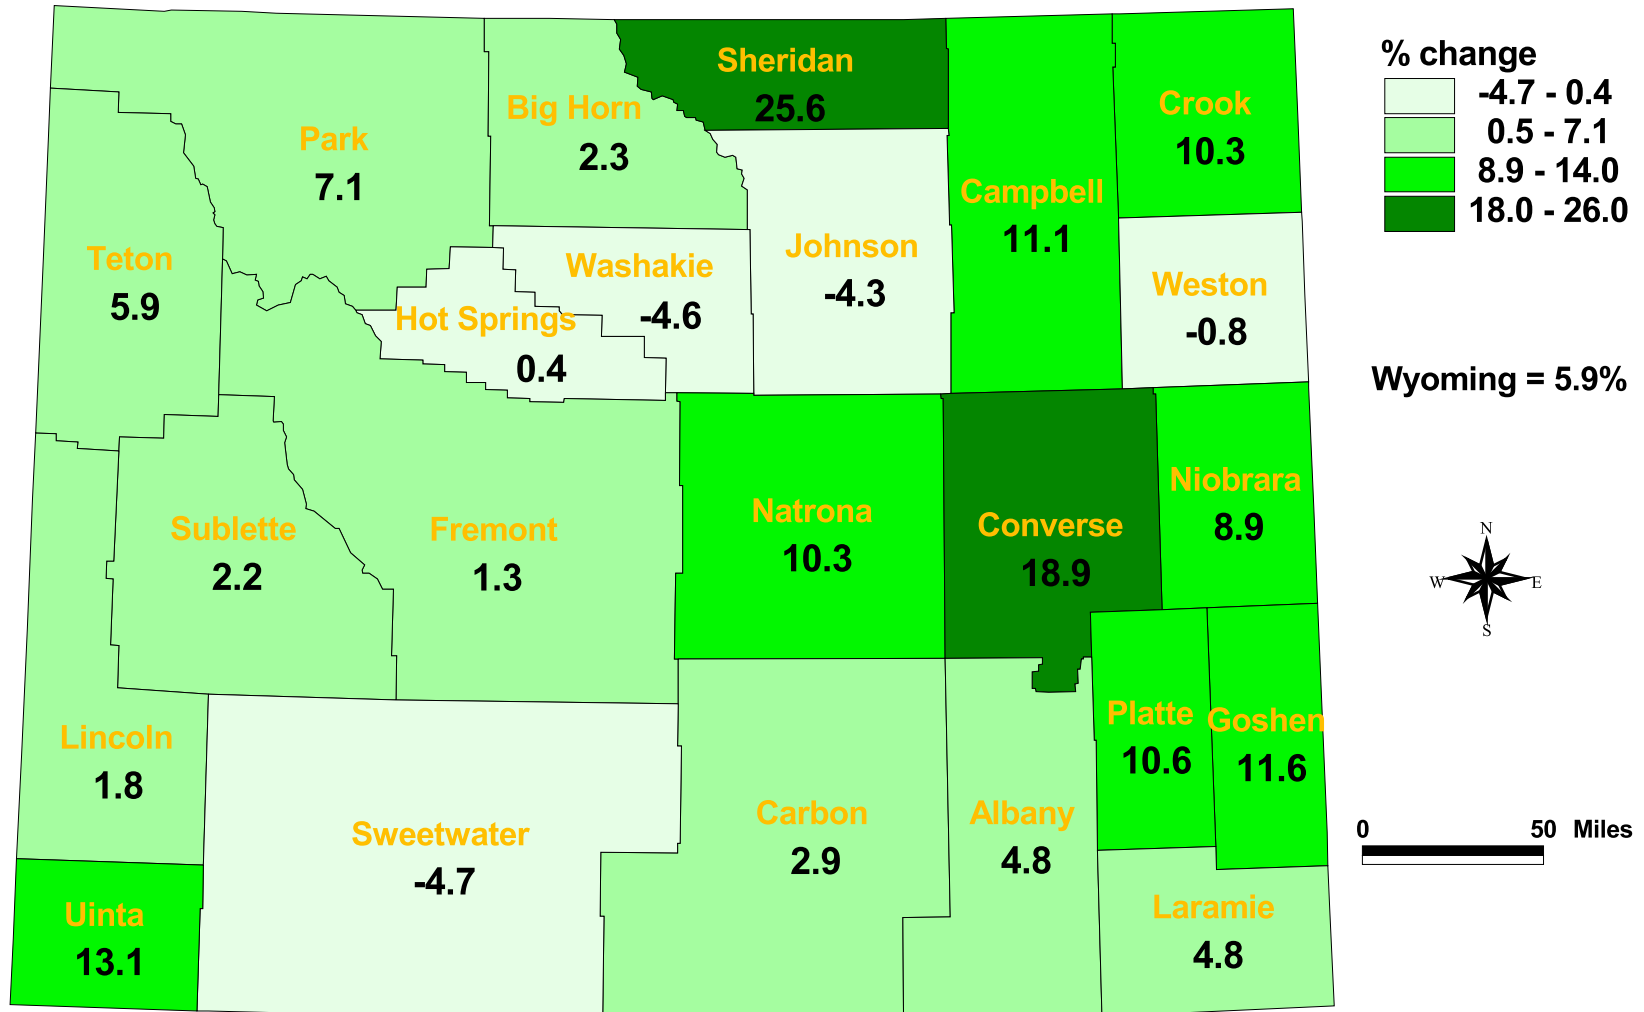 Sheridan
25.6
Big Horn
2.3
Park
7.1
Crook
10.3
Campbell
11.1
Teton
5.9
Johnson
-4.3
Washakie
-4.6
Hot Springs
0.4
Weston
-0.8
Niobrara
8.9
Natrona
10.3
Converse
18.9
Sublette
2.2
Fremont
1.3
Platte
10.6
Goshen
11.6
Lincoln
1.8
Carbon
2.9
Albany
4.8
Sweetwater
-4.7
Uinta
13.1
Laramie
4.8
% change
-4.7 - 0.4
0.5 - 7.1
8.9 - 14.0
18.0 - 26.0
Wyoming = 5.9%
N
W E
S
0 50 Miles